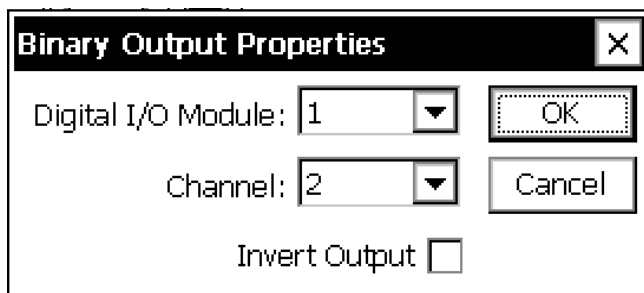 Binary Output Properties
Digital I/O Module: 1 OK
Channel: 2 Cancel
Invert Output